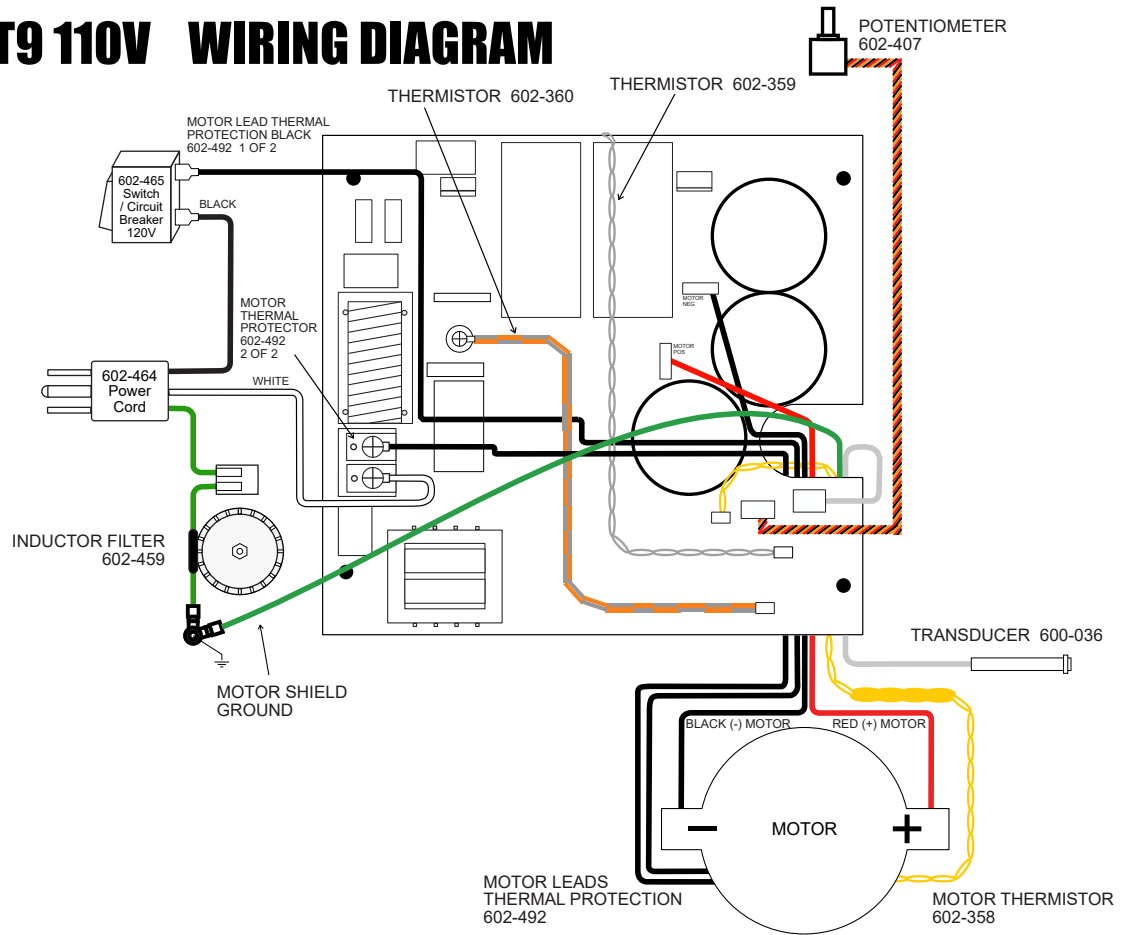 T9 110V WIRING DIAGRAM
POTENTIOMETER
602-407
THERMISTOR 602-360
THERMISTOR 602-359
MOTOR LEAD THERMAL
PROTECTION BLACK
602-492 1 OF 2
602-465
Switch
/ Circuit
Breaker
120V
BLACK
MOTOR
NEG
MOTOR
THERMAL
PROTECTOR
602-492
2 OF 2
MOTOR
POS
602-464
Power
Cord
WHITE
INDUCTOR FILTER
602-459
MOTOR SHIELD
GROUND
TRANSDUCER 600-036
BLACK (-) MOTOR
RED (+) MOTOR
− MOTOR +
MOTOR LEADS
THERMAL PROTECTION
602-492
MOTOR THERMISTOR
602-358